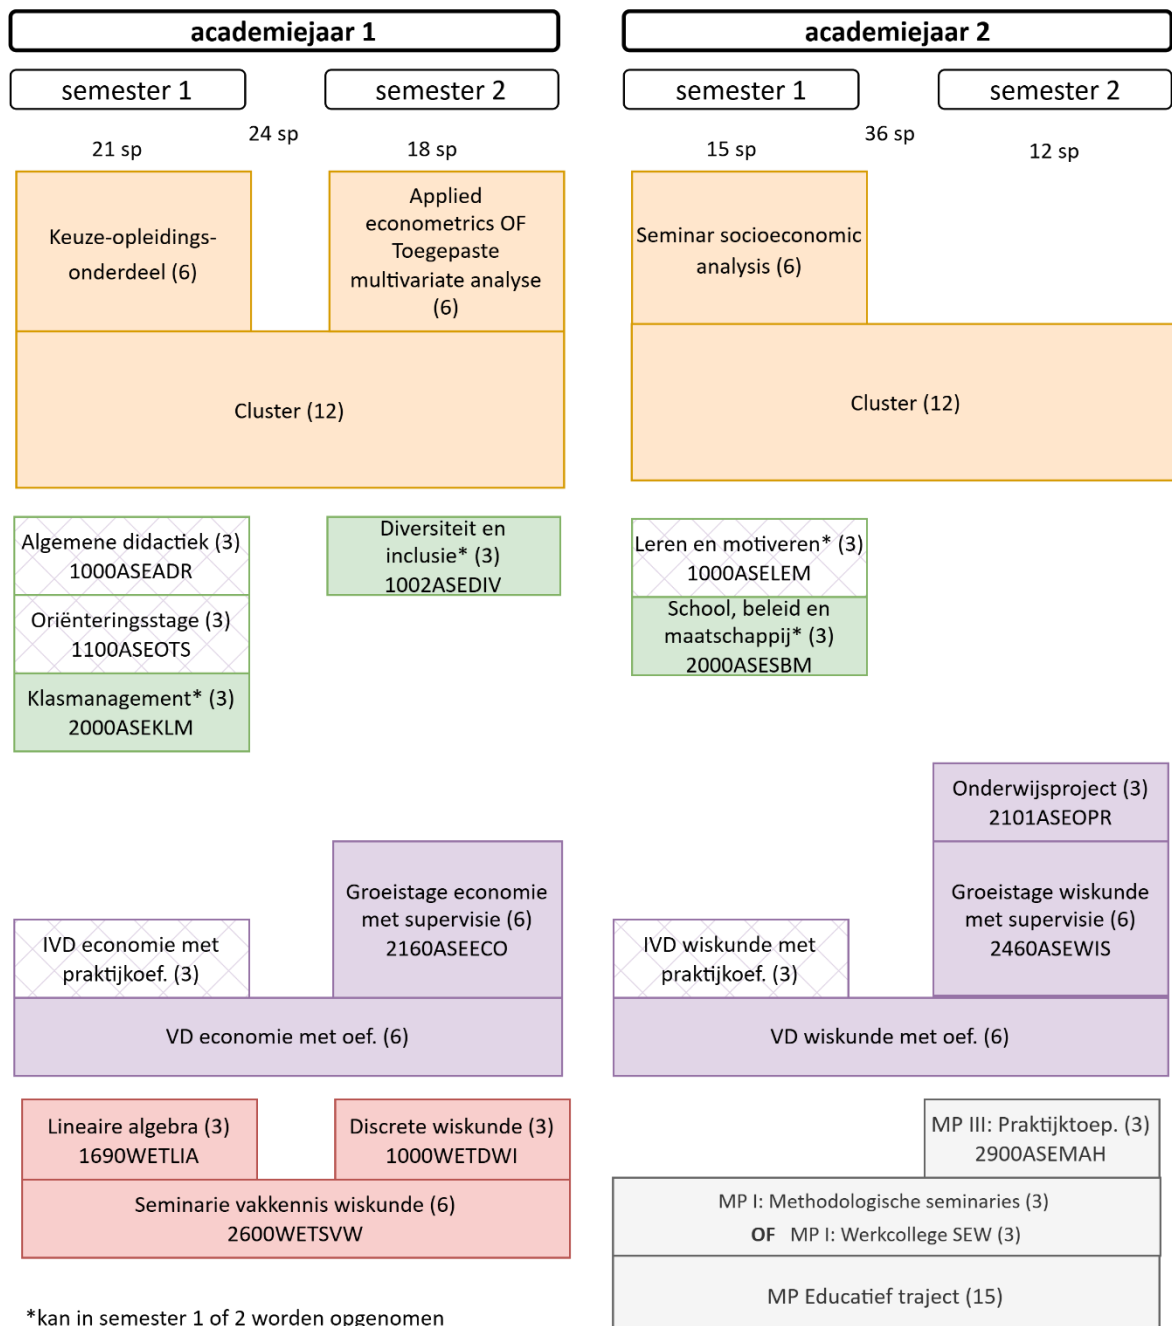 academiejaar 1
academiejaar 2
semester 1
semester 2
semester 1
semester 2
24 sp
36 sp
21 sp
18 sp
15 sp
12 sp
Keuze-opleidings-
onderdeel (6)
Applied
econometrics OF
Toegepaste
multivariate analyse
(6)
Seminar socioeconomic
analysis (6)
Cluster (12)
Cluster (12)
Algemene didactiek (3)
1000ASEADR
Oriënteringsstage (3)
1100ASEOTS
Klasmanagement* (3)
2000ASEKLM
Diversiteit en
inclusie* (3)
1002ASEDIV
Leren en motiveren* (3)
1000ASELEM
School, beleid en
maatschappij* (3)
2000ASESBM
Onderwijsproject (3)
2101ASEOPR
Groeistage economie
met supervisie (6)
2160ASEECO
Groeistage wiskunde
met supervisie (6)
2460ASEWIS
IVD economie met
praktijkoef. (3)
IVD wiskunde met
praktijkoef. (3)
VD economie met oef. (6)
VD wiskunde met oef. (6)
Lineaire algebra (3)
1690WETLIA
Discrete wiskunde (3)
1000WETDWI
Seminarie vakkennis wiskunde (6)
2600WETSVW
MP III: Praktijktoep. (3)
2900ASEMAH
MP I: Methodologische seminaries (3)
OF MP I: Werkcollege SEW (3)
MP Educatief traject (15)
*kan in semester 1 of 2 worden opgenomen